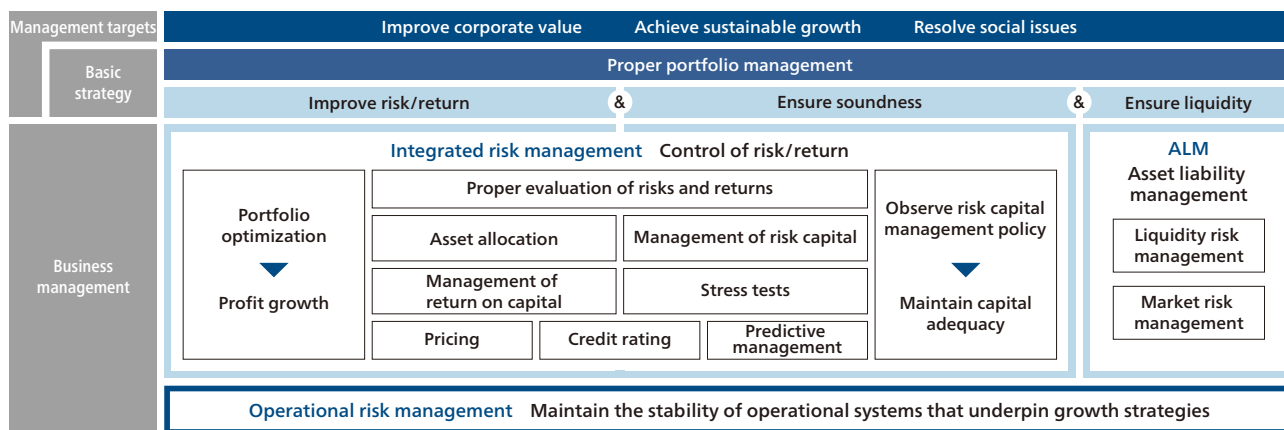 Management targets
Improve corporate value
Achieve sustainable growth
Resolve social issues
Basic
strategy
Proper portfolio management
Improve risk/return
&
Ensure soundness
&
Ensure liquidity
Business
management
Integrated risk management Control of risk/return
Portfolio
optimization
Profit growth
Proper evaluation of risks and returns
Asset allocation
Management of risk capital
Management of
return on capital
Stress tests
Pricing
Credit rating
Predictive
management
Observe risk capital
management policy
Maintain capital
adequacy
ALM
Asset liability
management
Liquidity risk
management
Market risk
management
Operational risk management Maintain the stability of operational systems that underpin growth strategies